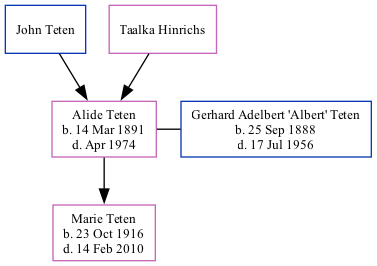 John Teten
Taalka Hinrichs
Alide Teten
b. 14 Mar 1891
d. Apr 1974
Gerhard Adelbert 'Albert' Teten
b. 25 Sep 1888
d. 17 Jul 1956
Marie Teten
b. 23 Oct 1916
d. 14 Feb 2010